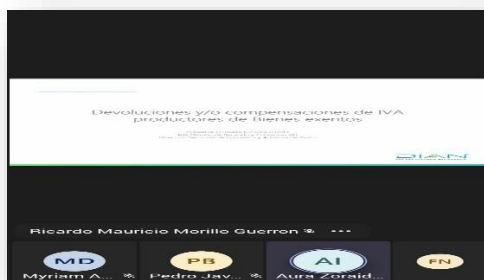 Devoluciones y/o compensaciones de IVA
productores de Bienes exentos
DIAN
Ricardo Mauricio Morillo Guerron
MD
PB
AI
FN
Myriam A...
Pedro Jav...
Aura Zoraid...